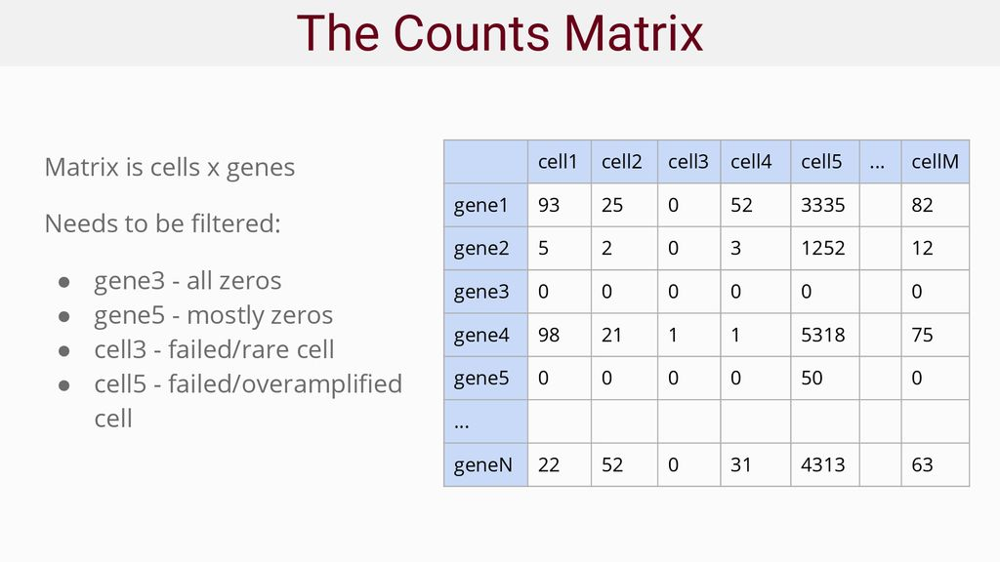 The Counts Matrix
Matrix is cells x genes
Needs to be filtered:
● gene3 - all zeros
● gene5 - mostly zeros
● cell3 - failed/rare cell
● cell5 - failed/overamplified
cell
cell1 cell2 cell3 cell4 cell5 ... cellM
gene1 93 25 0 52 3335 82
gene2 5 2 0 3 1252 12
gene3 0 0 0 0 0 0
gene4 98 21 1 1 5318 75
gene5 0 0 0 0 50 0
...
geneN 22 52 0 31 4313 63